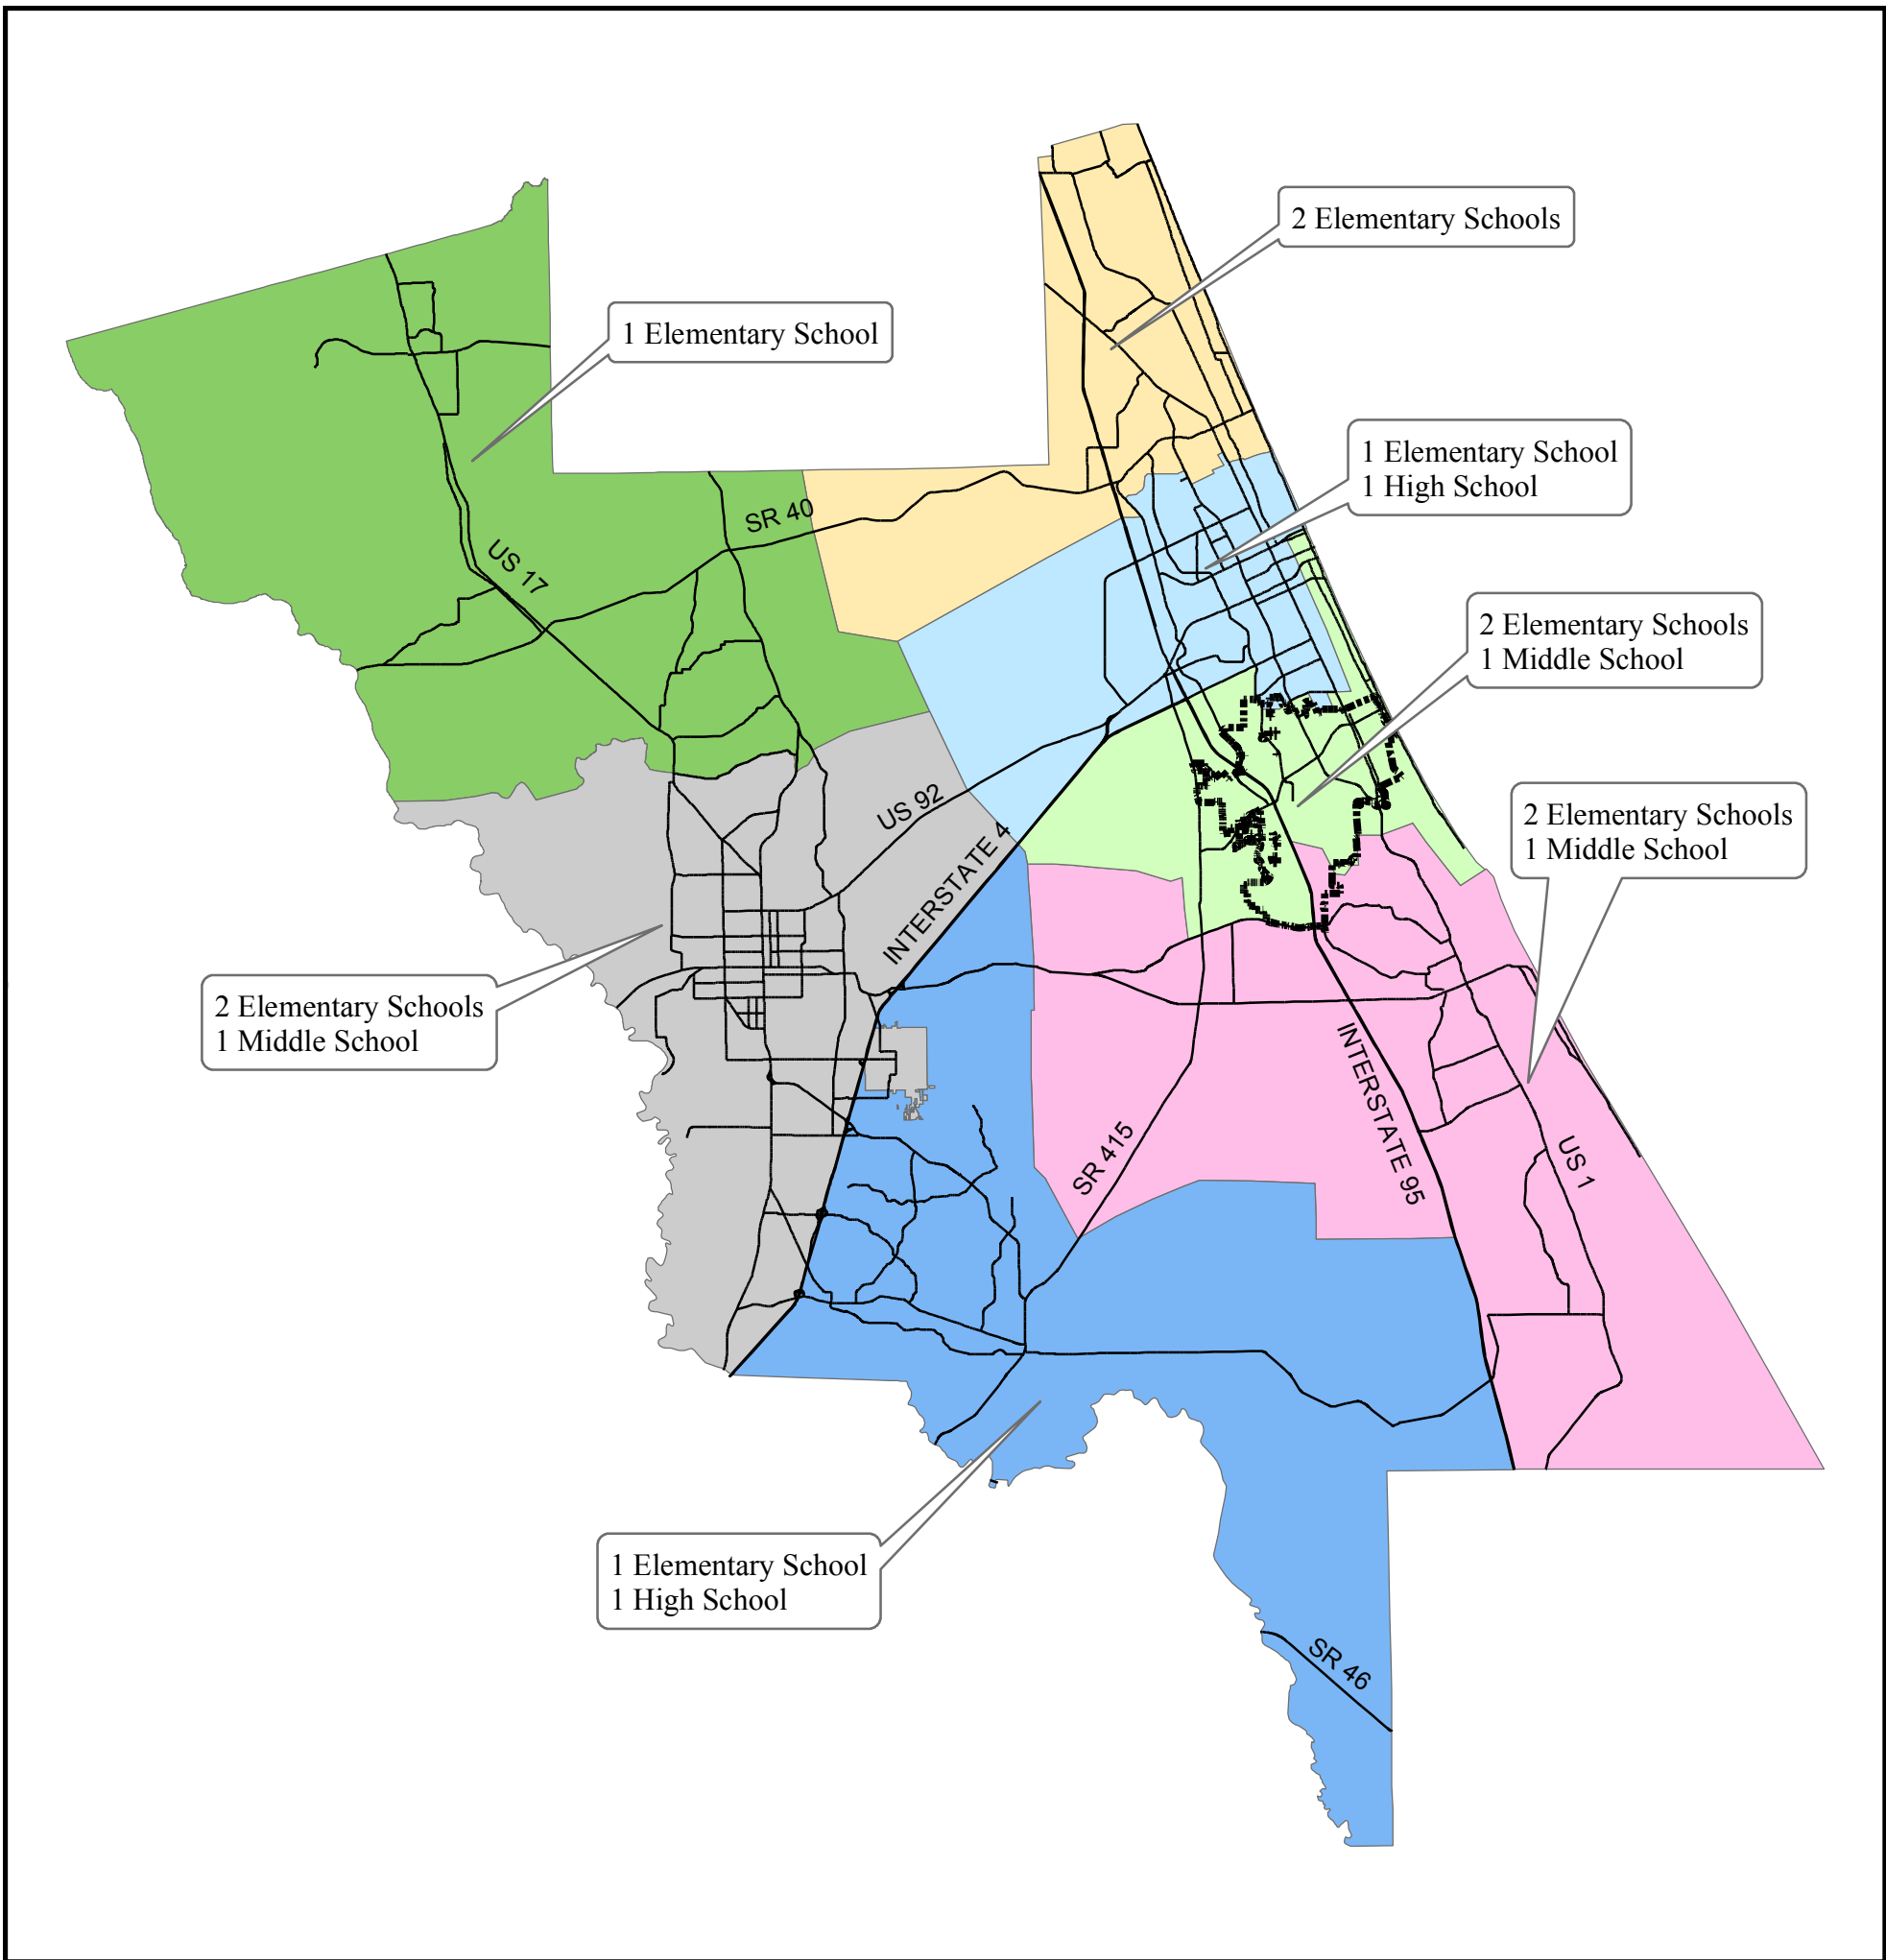 2 Elementary Schools
1 Elementary School
1 Elementary School
1 High School
SR 40
US 17
2 Elementary Schools
1 Middle School
US 92
INTERSTATE 4
2 Elementary Schools
1 Middle School
2 Elementary Schools
1 Middle School
INTERSTATE 95
SR 415
US 1
1 Elementary School
1 High School
SR 46